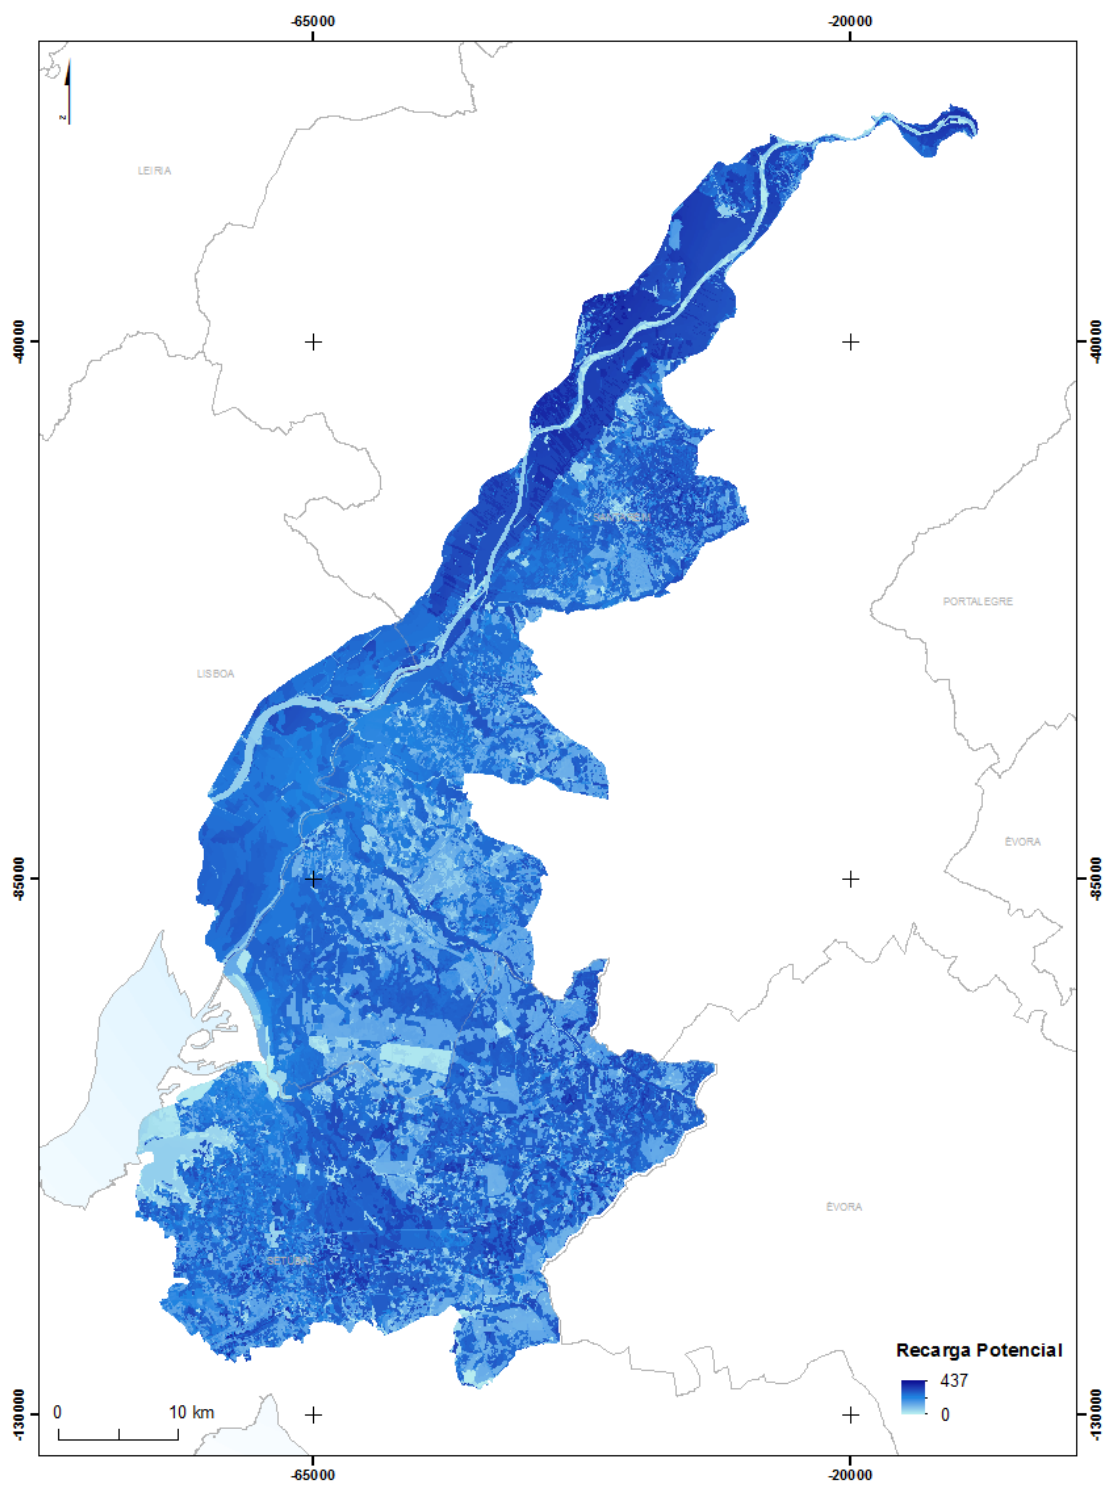 -65000 -20000
z
LEIRIA
-40000 -40000
SANTARÉM
PORTALEGRE
LISBOA
ÉVORA
-85000 -85000
ÉVORA
SETÚBAL
Recarga Potencial
437
0
0 10 km
-130000 -130000
-65000 -20000